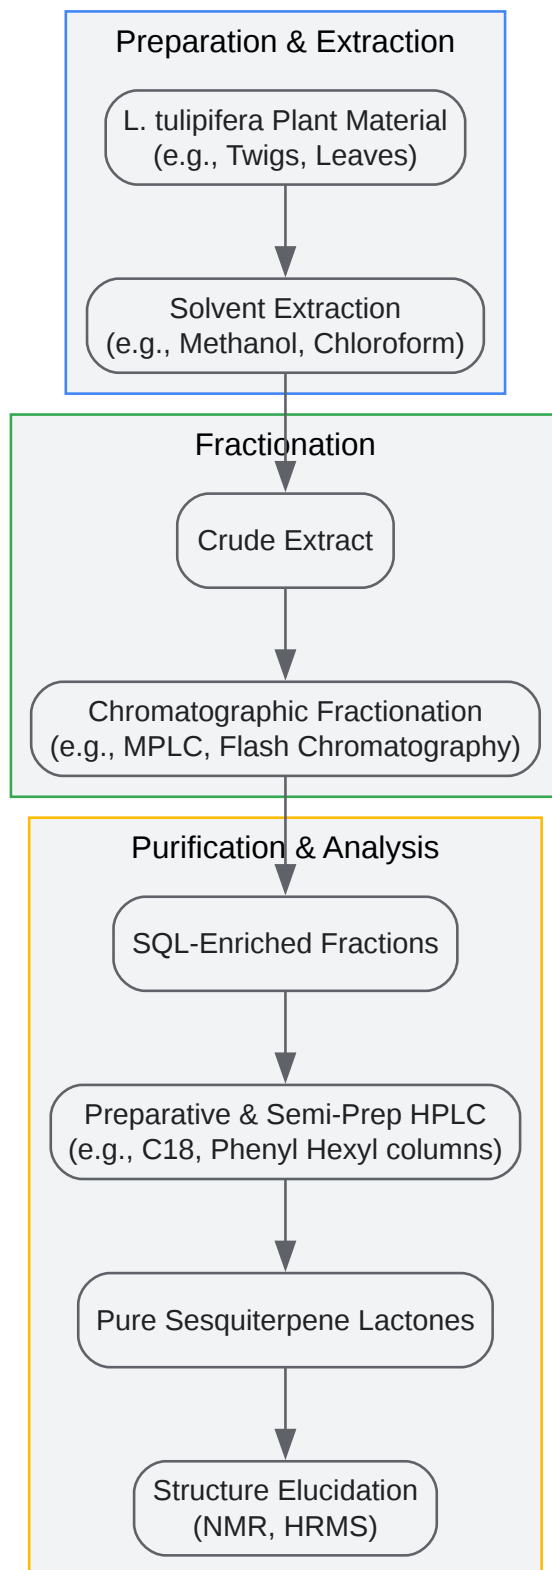 Preparation & Extraction
L. tulipifera Plant Material
(e.g., Twigs, Leaves)
Solvent Extraction
(e.g., Methanol, Chloroform)
Fractionation
Crude Extract
Chromatographic Fractionation
(e.g., MPLC, Flash Chromatography)
Purification & Analysis
SQL-Enriched Fractions
Preparative & Semi-Prep HPLC
(e.g., C18, Phenyl Hexyl columns)
Pure Sesquiterpene Lactones
Structure Elucidation
(NMR, HRMS)